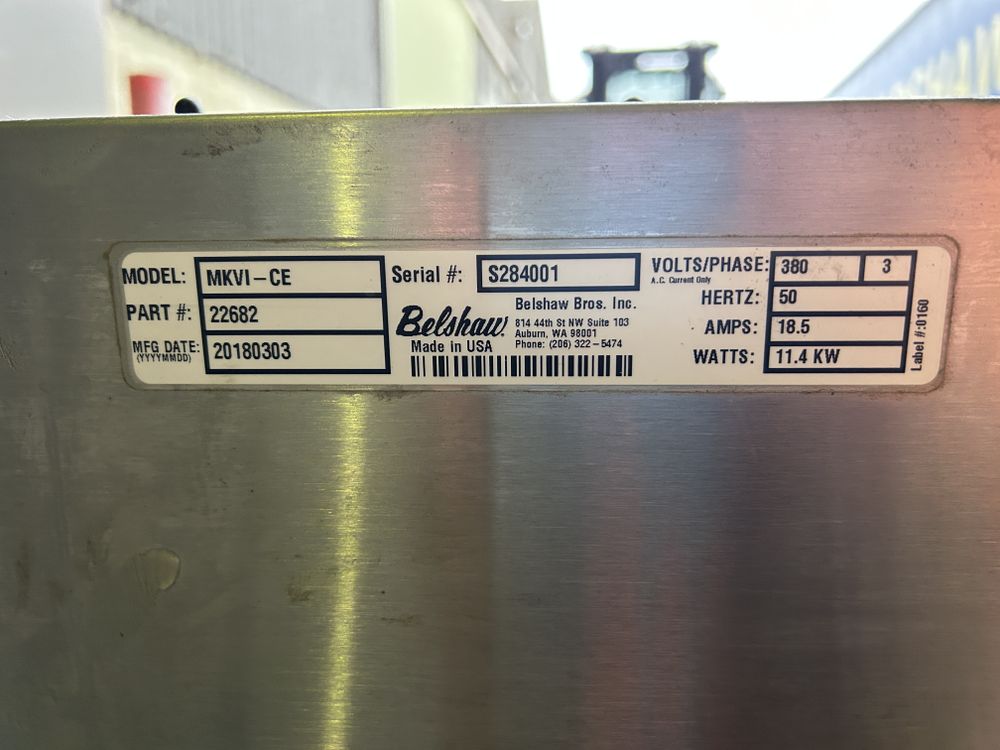 MODEL: MKVI-CE
PART #: 22682
MFG DATE: 20180303
(YYYYMMDD)
Serial #: S284001
Belshaw
Made in USA
Belshaw Bros. Inc.
814 44th St NW Suite 103
Auburn, WA 98001
Phone: (206) 322-5474
VOLTS/PHASE: 380 3
A.C. Current Only
HERTZ: 50
AMPS: 18.5
WATTS: 11.4 KW
Label #:0160